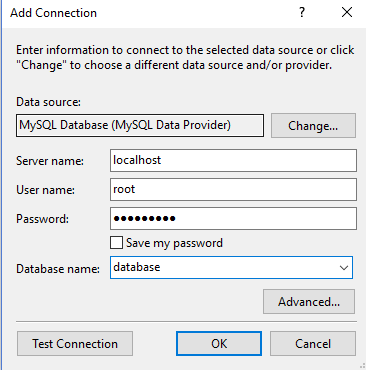 Add Connection
?
Enter information to connect to the selected data source or click
"Change" to choose a different data source and/or provider.
Data source:
MySQL Database (MySQL Data Provider)
Change...
Server name:
localhost
User name:
root
Password:
●●●●●●●●●
Save my password
Database name:
database
Advanced...
Test Connection
OK
Cancel